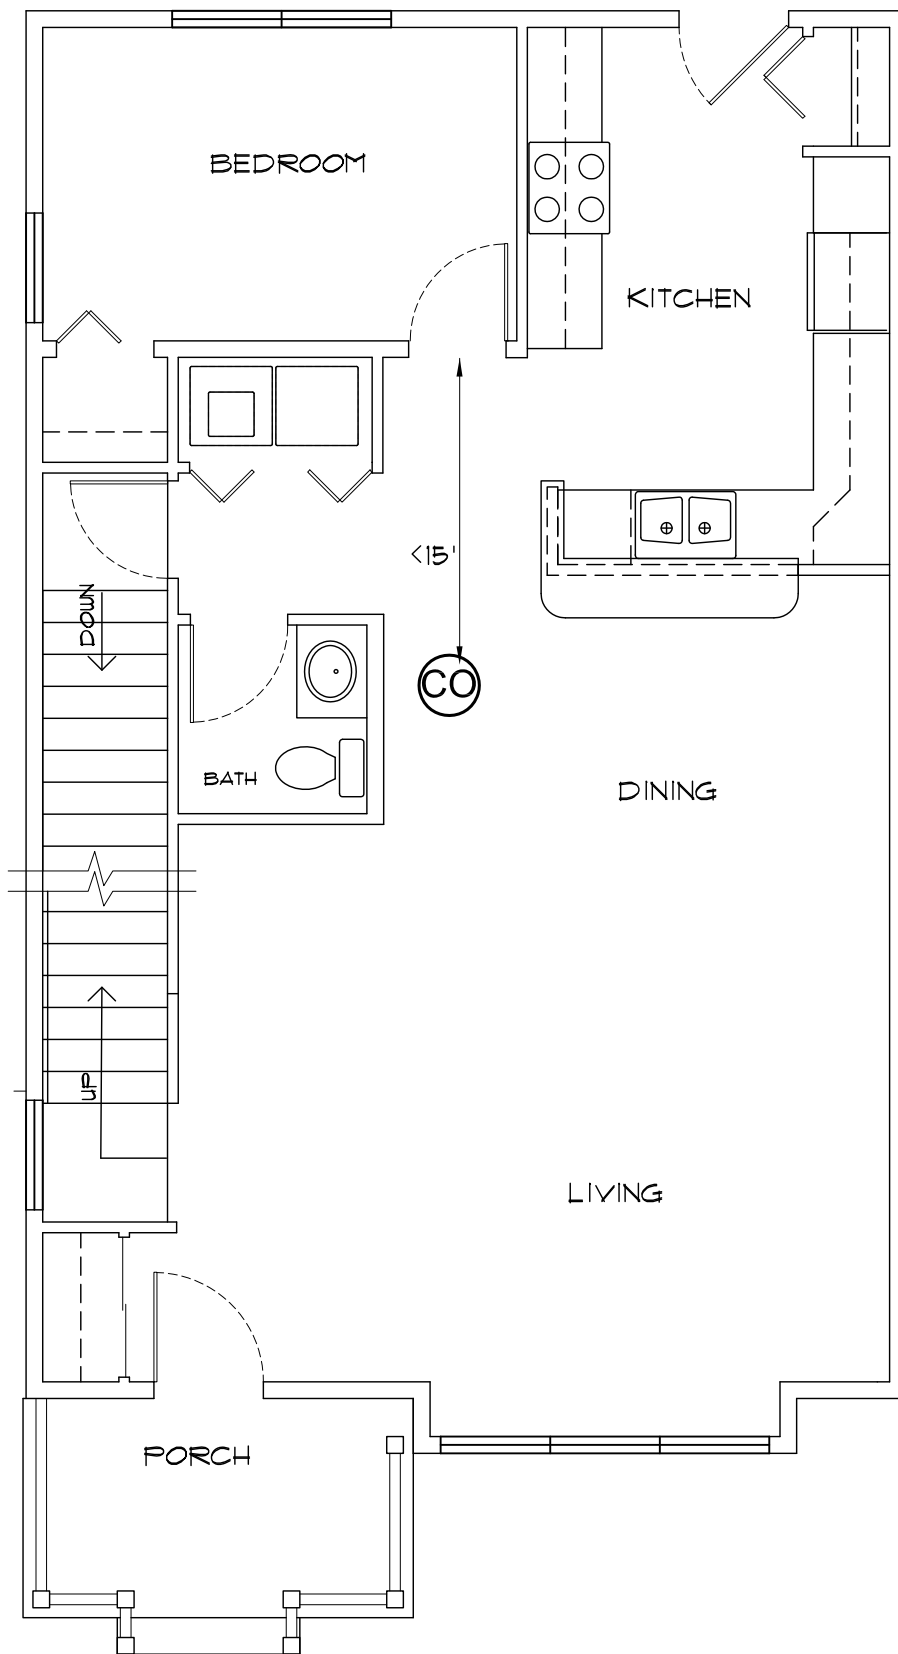 BEDROOM
KITCHEN
<15'
DOWN
CO
BATH
DINING
UP
LIVING
PORCH